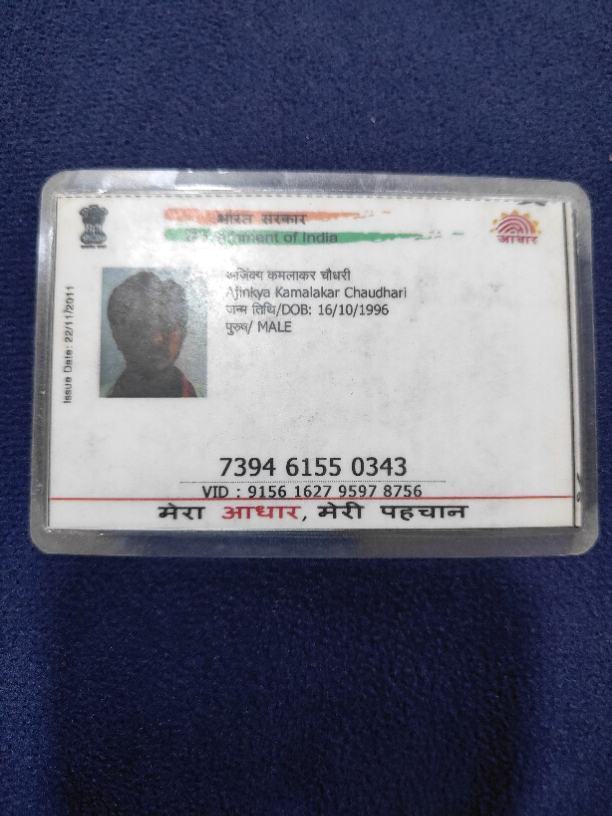 भारत सरकार
Government of India
आधार
अजिंक्य कमलाकर चौधरी
Ajinkya Kamalakar Chaudhari
जन्म तिथि/DOB: 16/10/1996
पुरुष/ MALE
Issue Date: 22/11/2011
7394 6155 0343
VID : 9156 1627 9597 8756
मेरा आधार, मेरी पहचान